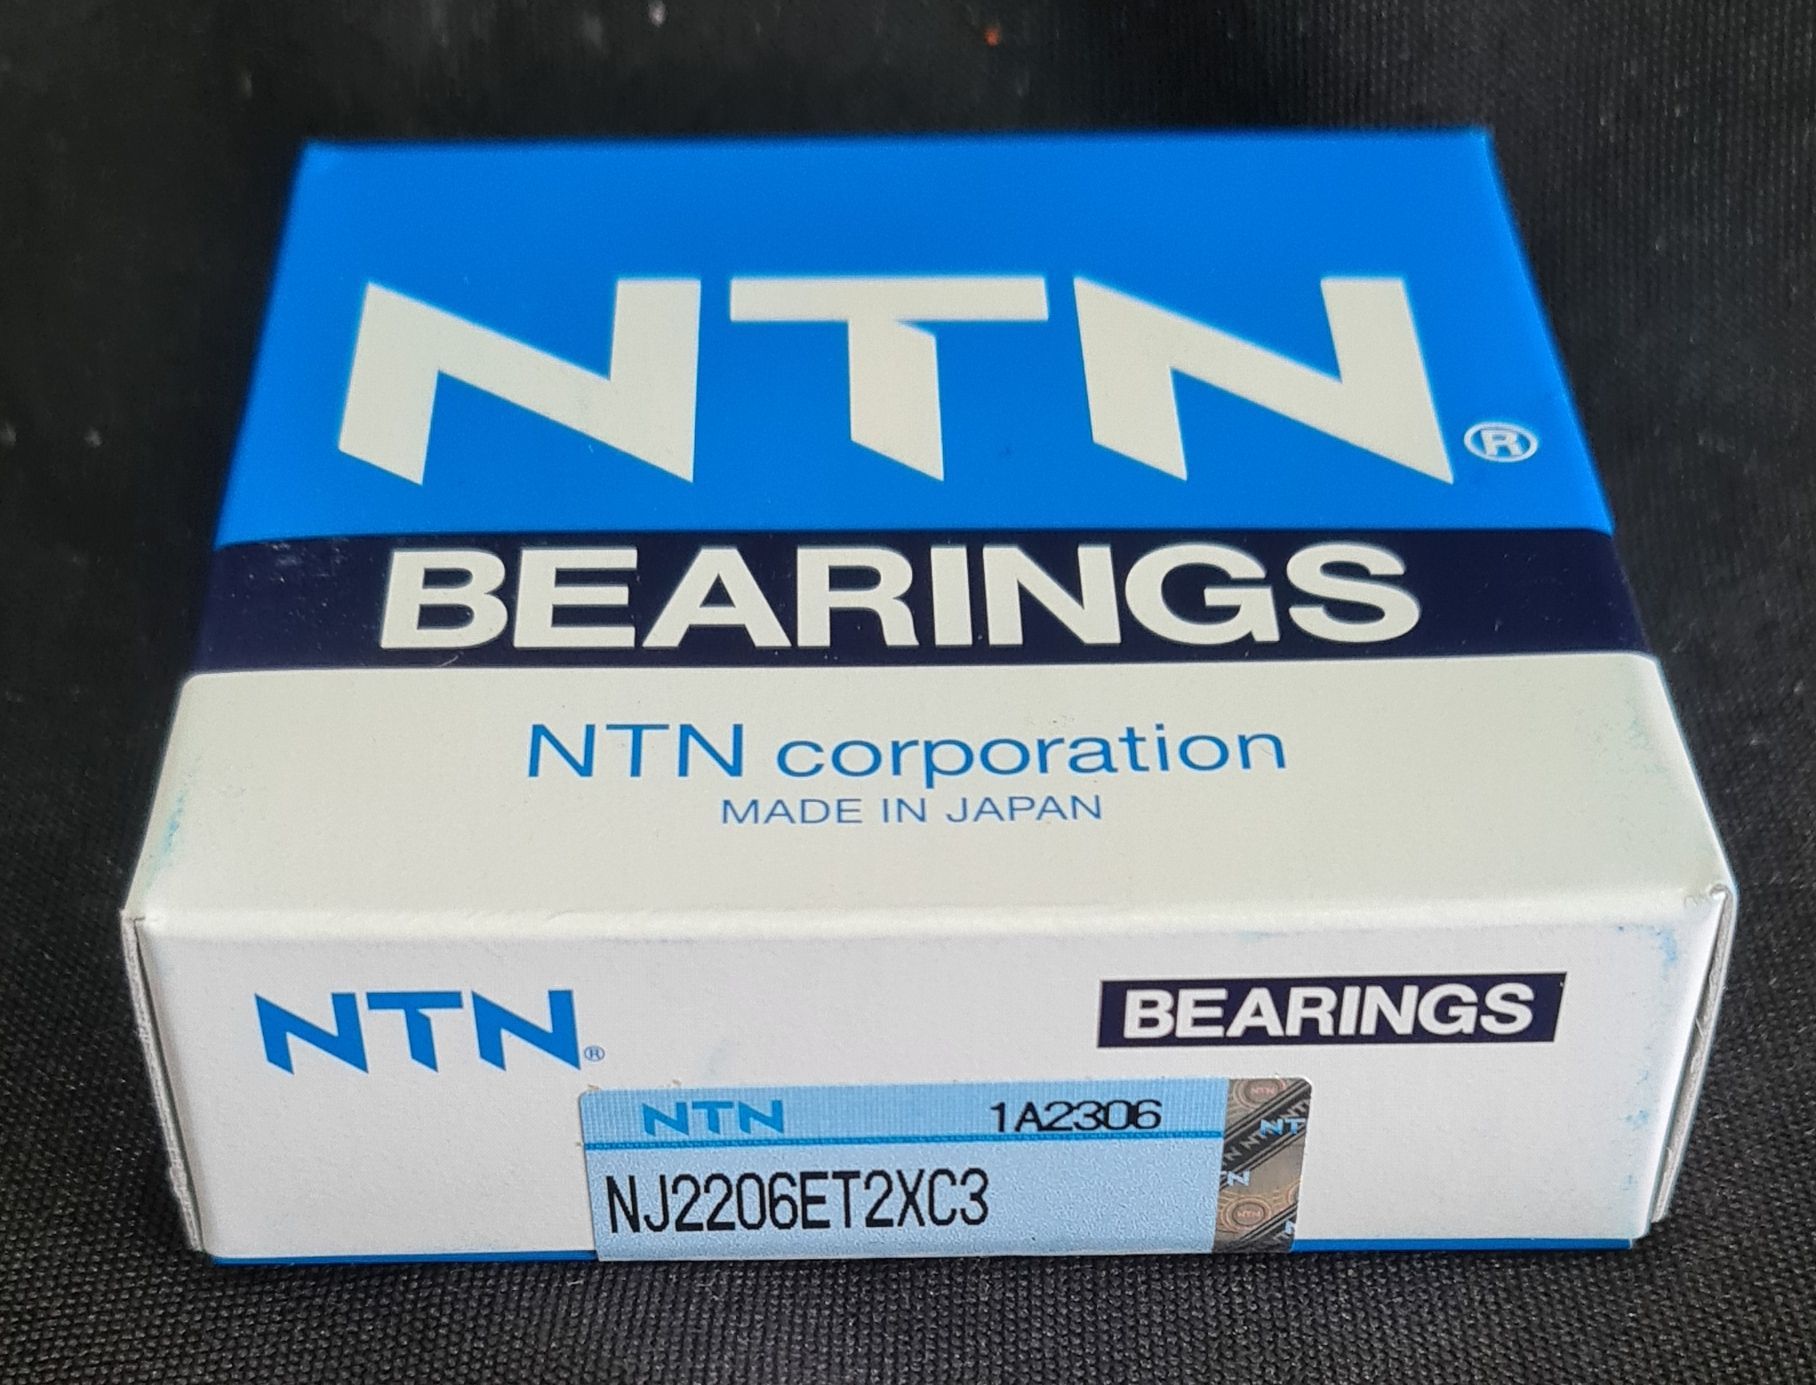 NTN®
BEARINGS
NTN corporation
MADE IN JAPAN
NTN® BEARINGS
NTN 1A2306
NJ2206ET2XC3